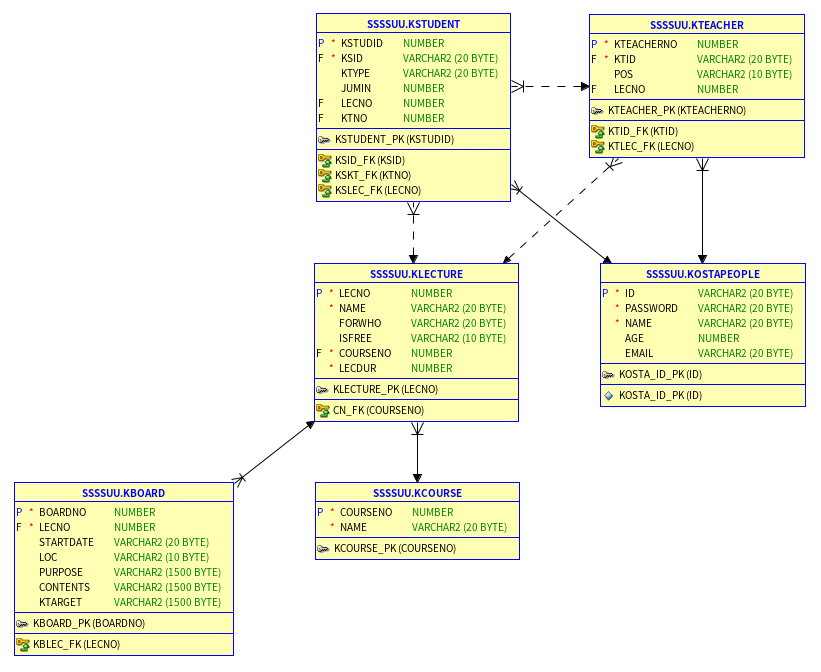 SSSSUU.KSTUDENT
P * KSTUDID NUMBER
F * KSID VARCHAR2 (20 BYTE)
KTYPE VARCHAR2 (20 BYTE)
JUMIN NUMBER
F LECNO NUMBER
F KTNO NUMBER
KSTUDENT_PK (KSTUDID)
KSID_FK (KSID)
KSKT_FK (KTNO)
KSLEC_FK (LECNO)
SSSSUU.KTEACHER
P * KTEACHERNO NUMBER
F * KTID VARCHAR2 (20 BYTE)
POS VARCHAR2 (10 BYTE)
F LECNO NUMBER
KTEACHER_PK (KTEACHERNO)
KTID_FK (KTID)
KTLEC_FK (LECNO)
SSSSUU.KLECTURE
P * LECNO NUMBER
* NAME VARCHAR2 (20 BYTE)
FORWHO VARCHAR2 (20 BYTE)
ISFREE VARCHAR2 (10 BYTE)
F * COURSENO NUMBER
* LECDUR NUMBER
KLECTURE_PK (LECNO)
CN_FK (COURSENO)
SSSSUU.KOSTAPEOPLE
P * ID VARCHAR2 (20 BYTE)
* PASSWORD VARCHAR2 (20 BYTE)
* NAME VARCHAR2 (20 BYTE)
AGE NUMBER
EMAIL VARCHAR2 (20 BYTE)
KOSTA_ID_PK (ID)
KOSTA_ID_PK (ID)
SSSSUU.KBOARD
P * BOARDNO NUMBER
F * LECNO NUMBER
STARTDATE VARCHAR2 (20 BYTE)
LOC VARCHAR2 (10 BYTE)
PURPOSE VARCHAR2 (1500 BYTE)
CONTENTS VARCHAR2 (1500 BYTE)
KTARGET VARCHAR2 (1500 BYTE)
KBOARD_PK (BOARDNO)
KBLEC_FK (LECNO)
SSSSUU.KCOURSE
P * COURSENO NUMBER
* NAME VARCHAR2 (20 BYTE)
KCOURSE_PK (COURSENO)